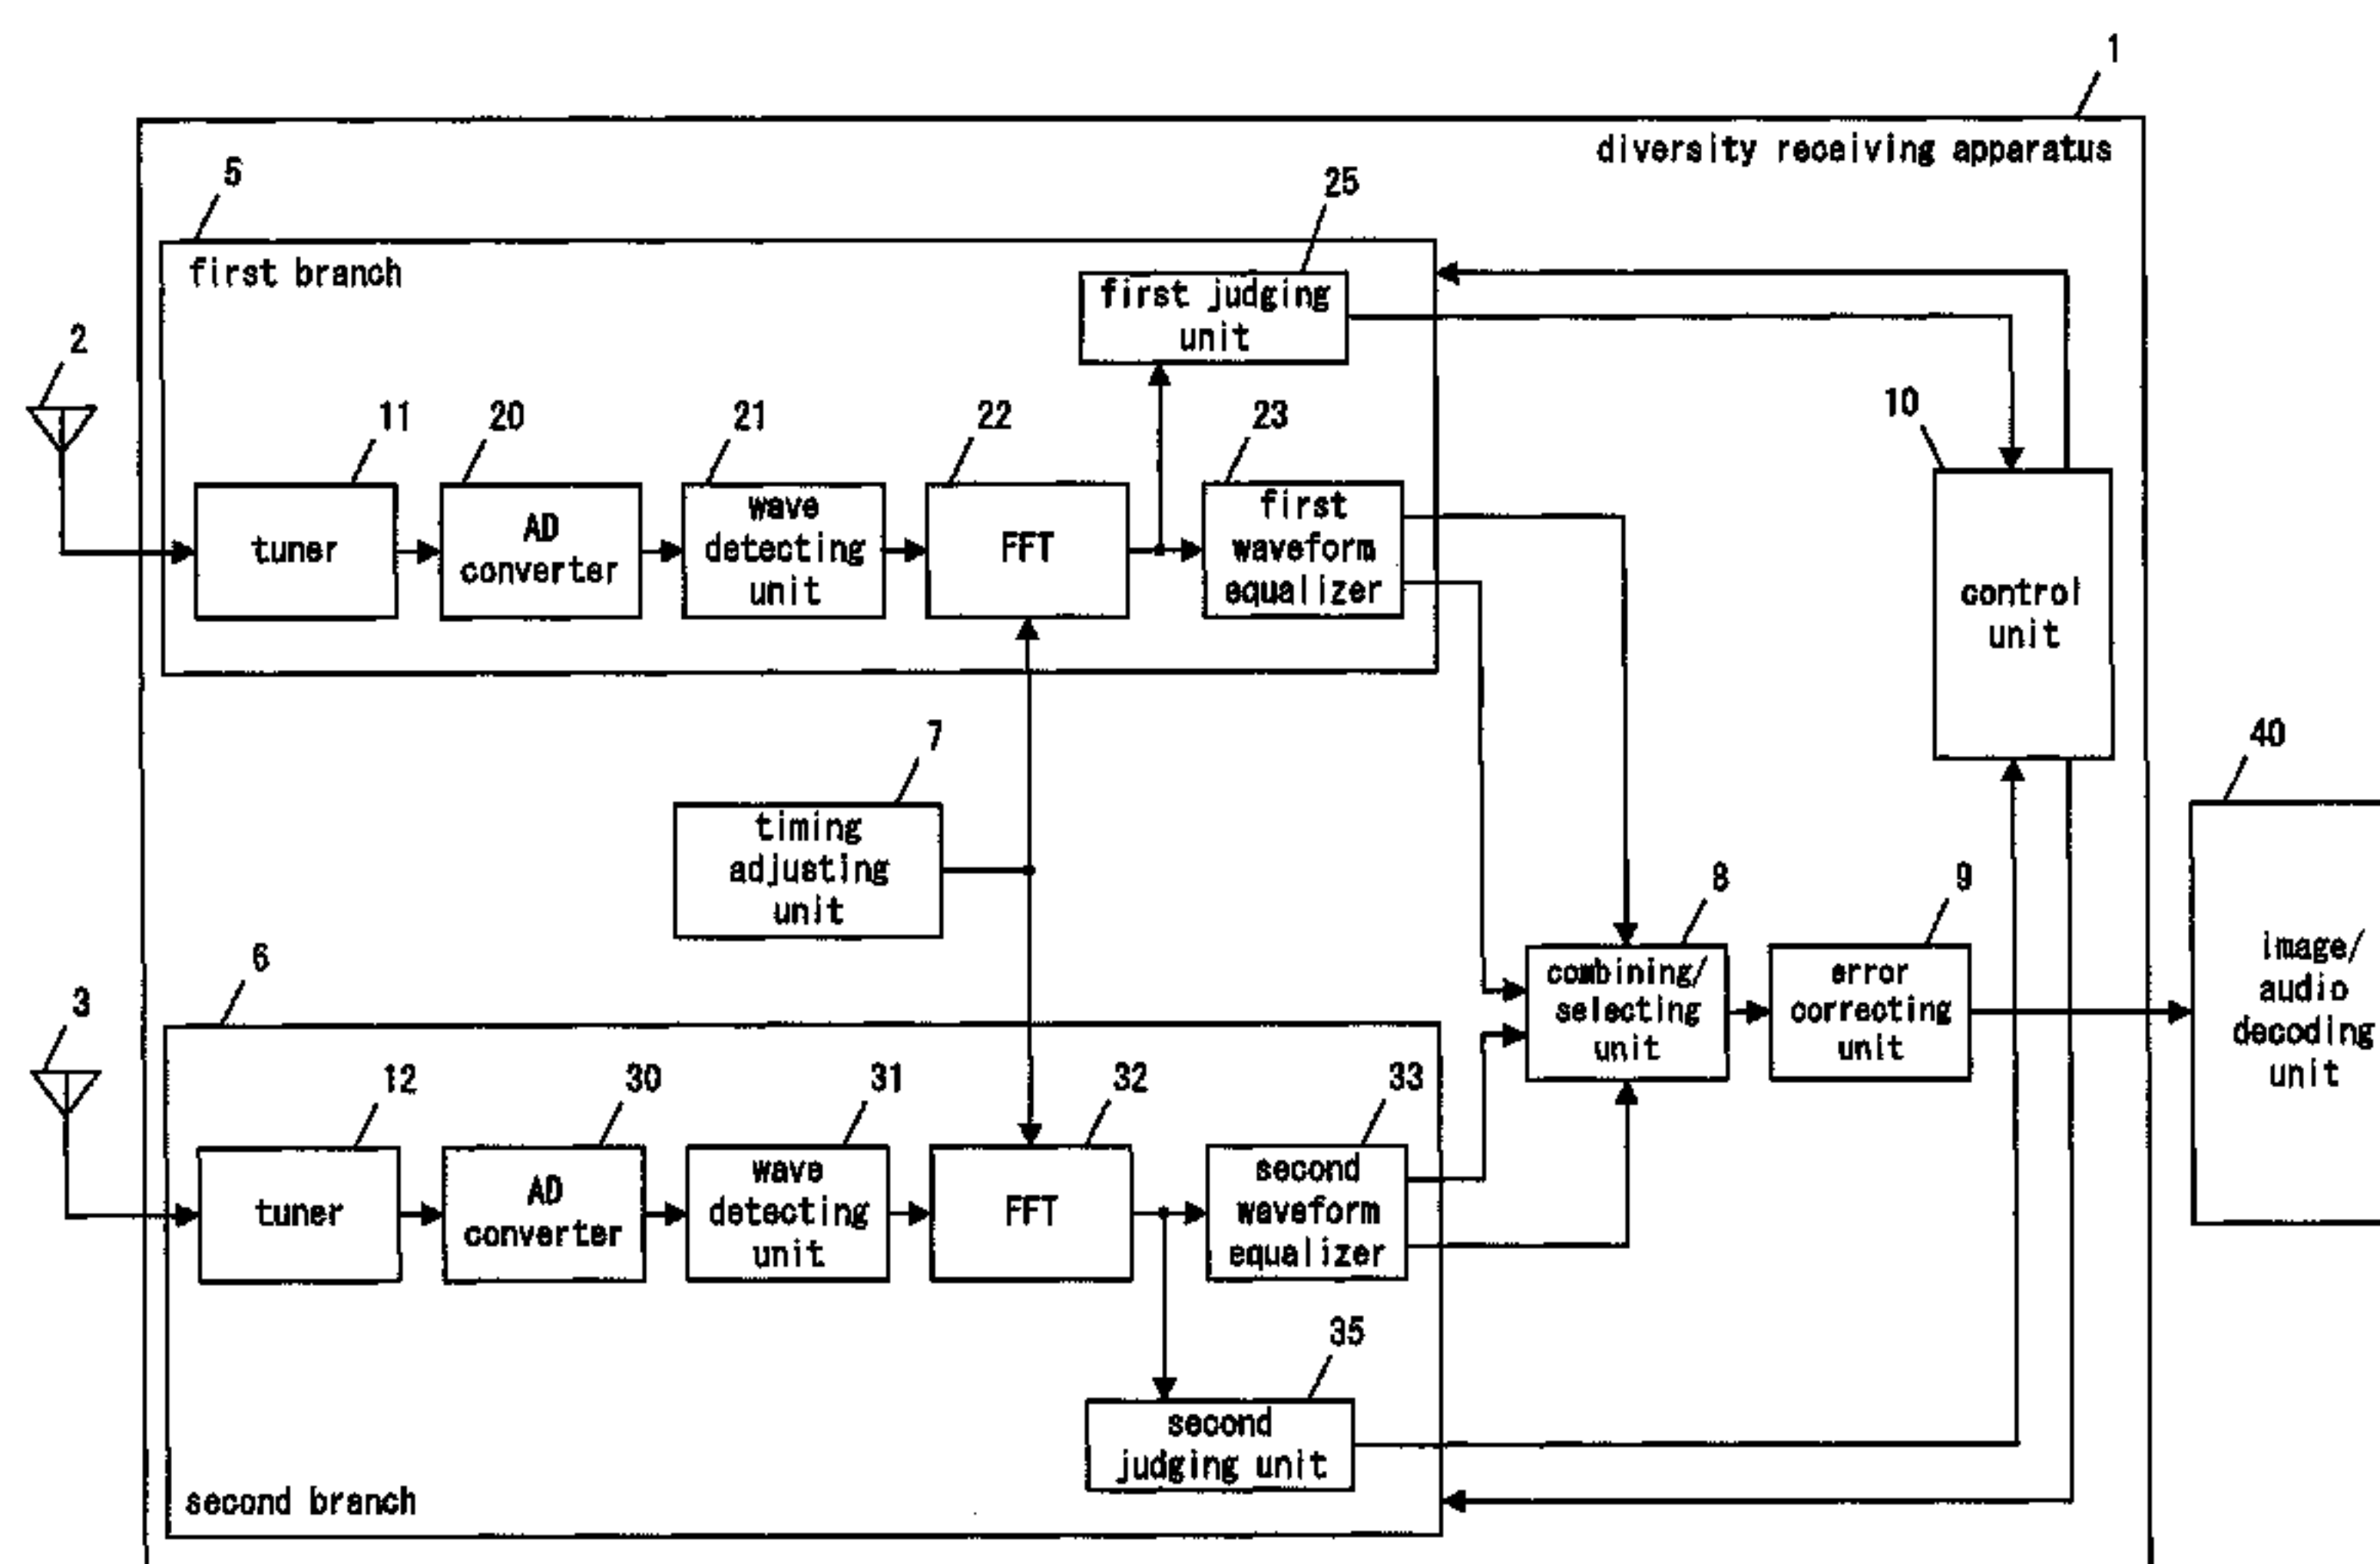 1
diversity receiving apparatus
5
first branch
25
first judging
unit
2
11
20
21
22
23
10
tuner
AD
converter
wave
detecting
unit
FFT
first
waveform
equalizer
control
unit
7
timing
adjusting
unit
40
image/
audio
decoding
unit
8
combining/
selecting
unit
9
error
correcting
unit
6
3
12
30
31
32
33
tuner
AD
converter
wave
detecting
unit
FFT
second
waveform
equalizer
35
second
judging unit
second branch